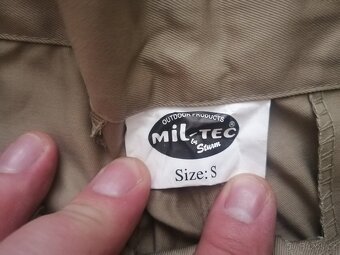 OUTDOOR PRODUCTS
MiL-TEC®
by Sturm
Size: S